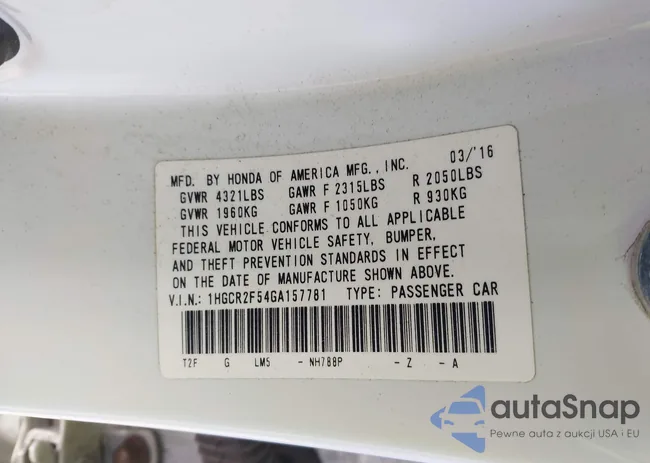 MFD. BY HONDA OF AMERICA MFG., INC. 03/'16
GVWR 4321LBS GAWR F 2315LBS R 2050LBS
GVWR 1960KG GAWR F 1050KG R 930KG
THIS VEHICLE CONFORMS TO ALL APPLICABLE
FEDERAL MOTOR VEHICLE SAFETY, BUMPER,
AND THEFT PREVENTION STANDARDS IN EFFECT
ON THE DATE OF MANUFACTURE SHOWN ABOVE.
V.I.N.: 1HGCR2F54GA157781 TYPE: PASSENGER CAR
T2F G LM5 - NH788P - Z - A
autaSnap
Pewne auta z aukcji USA i EU